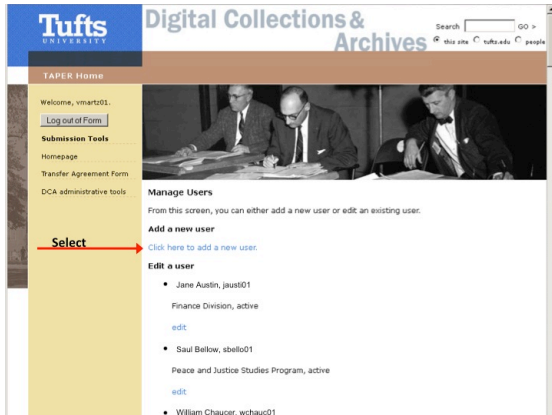 Tufts
UNIVERSITY
Digital Collections &
Archives
Search GO >
this site tufts.edu people
TAPER Home
Welcome, vmartz01.
Log out of Form
Submission Tools
Homepage
Transfer Agreement Form
DCA administrative tools
Select
Manage Users
From this screen, you can either add a new user or edit an existing user.
Add a new user
Click here to add a new user.
Edit a user
Jane Austin, jausti01
Finance Division, active
edit
Saul Bellow, sbello01
Peace and Justice Studies Program, active
edit
William Chaucer, wchauc01